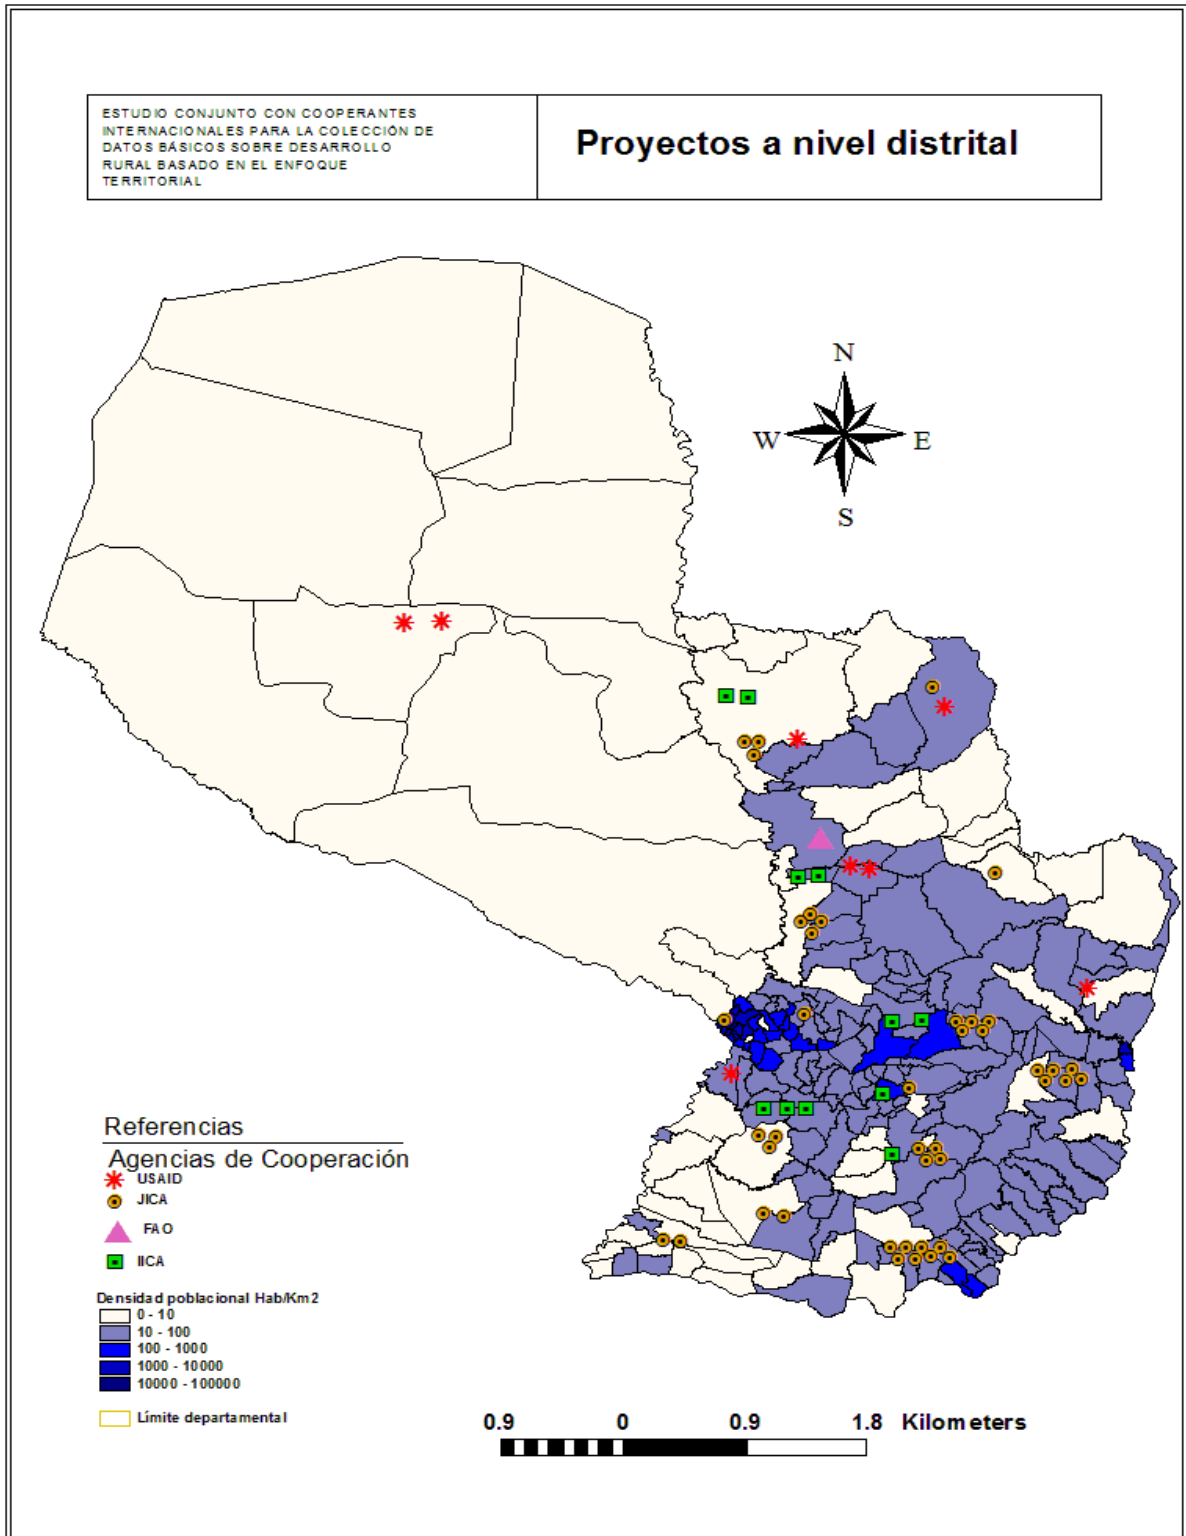 ESTUDIO CONJUNTO CON COOPERANTES
INTERNACIONALES PARA LA COLECCIÓN DE
DATOS BÁSICOS SOBRE DESARROLLO
RURAL BASADO EN EL ENFOQUE
TERRITORIAL
Proyectos a nivel distrital
N
W
E
S
Referencias
Agencias de Cooperación
USAID
JICA
FAO
IICA
Densidad poblacional Hab/Km2
0 - 10
10 - 100
100 - 1000
1000 - 10000
10000 - 100000
Límite departamental
0.9 0 0.9 1.8 Kilometers